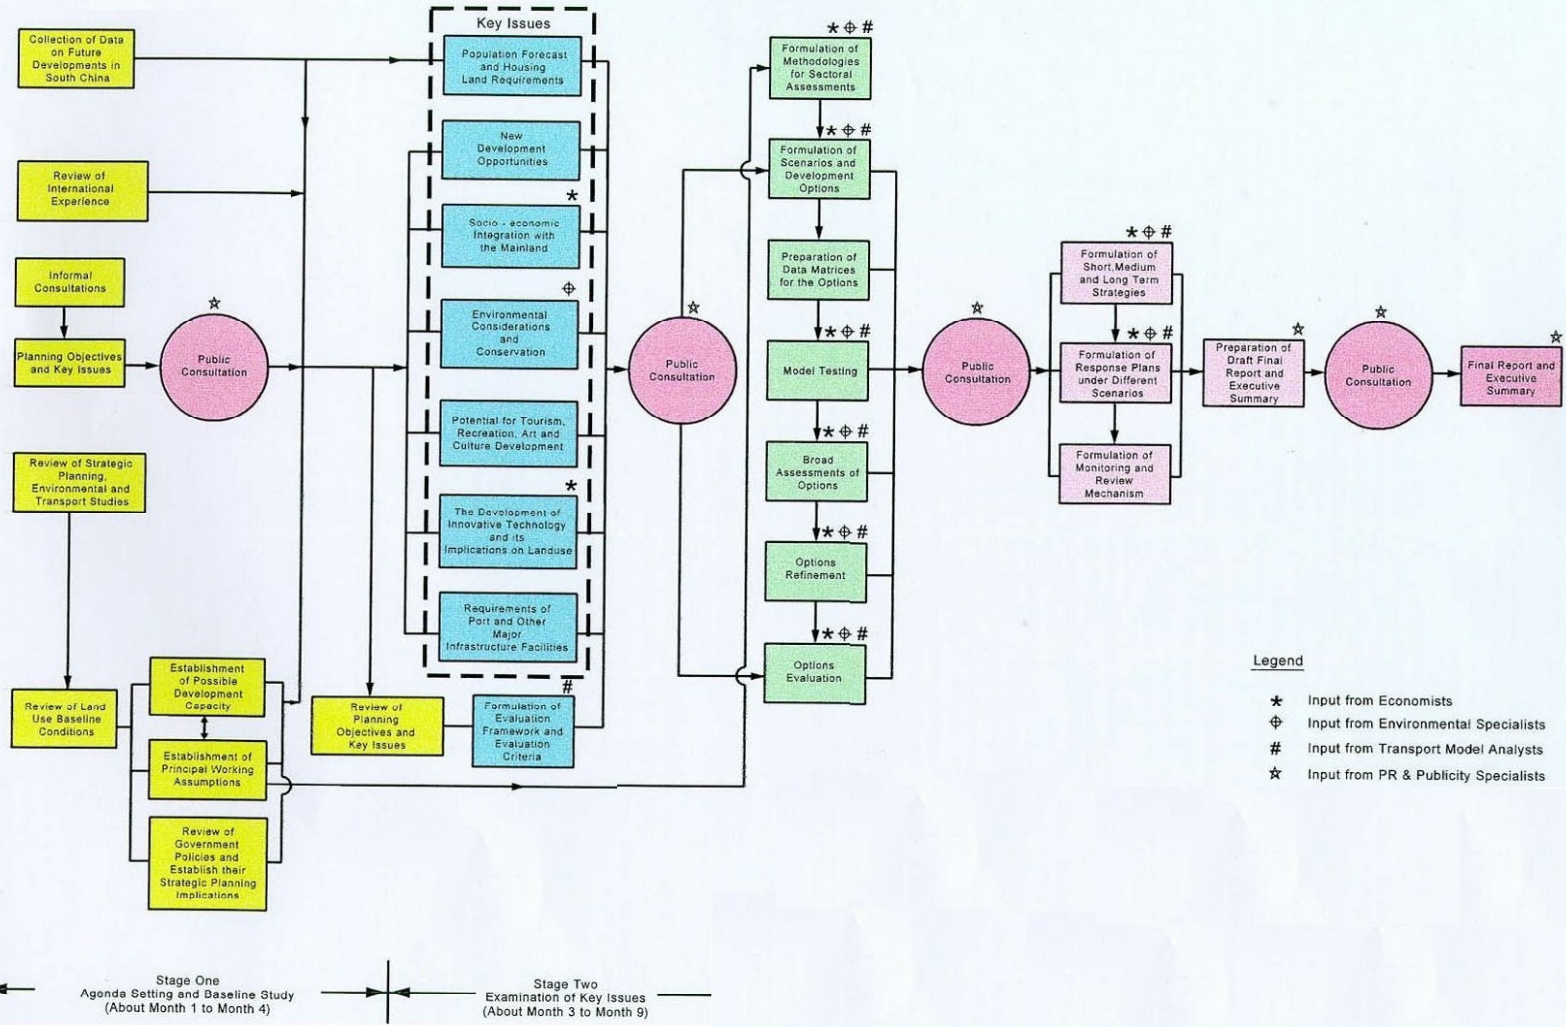 Collection of Data
on Future
Developments in
South China
Review of
International
Experience
Informal
Consultations
Planning Objectives
and Key Issues
☆
Public
Consultation
Review of Strategic
Planning,
Environmental and
Transport Studies
Review of Land
Use Baseline
Conditions
Establishment
of Possible
Development
Capacity
Establishment of
Principal Working
Assumptions
Review of
Government
Policies and
Establish their
Strategic Planning
Implications
Review of
Planning
Objectives and
Key Issues
Key Issues
Population Forecast
and Housing
Land Requirements
New
Development
Opportunities
*
Socio - economic
Integration with
the Mainland
⌖
Environmental
Considerations
and
Conservation
Potential for Tourism,
Recreation, Art and
Culture Development
*
The Development of
Innovative Technology
and its
Implications on Landuse
Requirements of
Port and Other
Major
Infrastructure Facilities
#
Formulation of
Evaluation
Framework and
Evaluation
Criteria
☆
Public
Consultation
* ⌖ #
Formulation of
Methodologies
for Sectoral
Assessments
* ⌖ #
Formulation of
Scenarios and
Development
Options
Preparation of
Data Matrices
for the Options
* ⌖ #
Model Testing
* ⌖ #
Broad
Assessments of
Options
* ⌖ #
Options
Refinement
* ⌖ #
Options
Evaluation
☆
Public
Consultation
* ⌖ #
Formulation of
Short,Medium
and Long Term
Strategies
* ⌖ #
Formulation of
Response Plans
under Different
Scenarios
Formulation of
Monitoring and
Review
Mechanism
☆
Preparation of
Draft Final
Report and
Executive
Summary
☆
Public
Consultation
☆
Final Report and
Executive
Summary
Legend
* Input from Economists
⌖ Input from Environmental Specialists
# Input from Transport Model Analysts
☆ Input from PR & Publicity Specialists
Stage One
Agenda Setting and Baseline Study
(About Month 1 to Month 4)
Stage Two
Examination of Key Issues
(About Month 3 to Month 9)